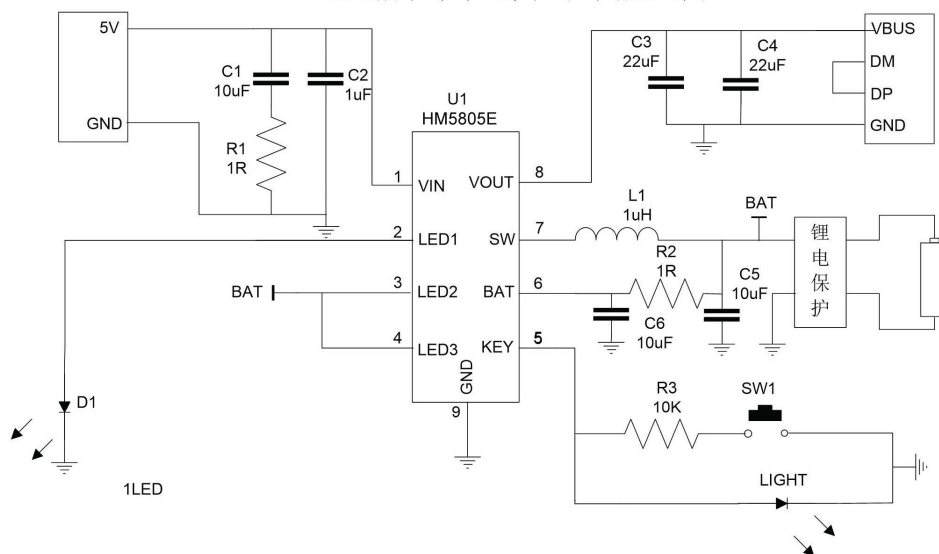 5V
GND
C1
10uF
C2
1uF
R1
1R
U1
HM5805E
1
VIN
2
LED1
3
LED2
4
LED3
VOUT
8
SW
7
BAT
6
KEY
5
GND
9
BAT
D1
1LED
C3
22uF
C4
22uF
VBUS
DM
DP
GND
L1
1uH
BAT
R2
1R
C5
10uF
C6
10uF
锂电保护
R3
10K
SW1
LIGHT